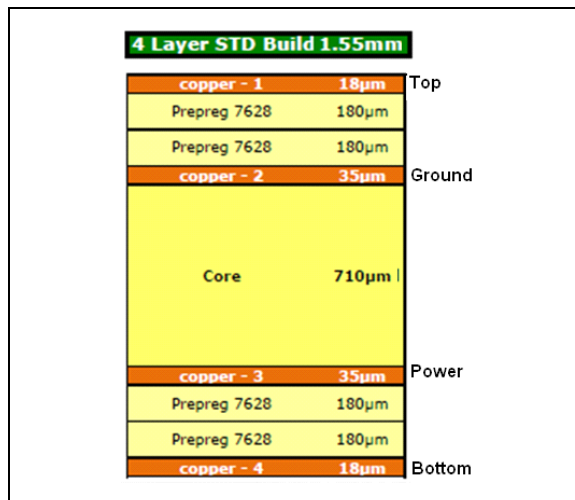 4 Layer STD Build 1.55mm
copper - 1 18µm Top
Prepreg 7628 180µm
Prepreg 7628 180µm
copper - 2 35µm Ground
Core 710µm
copper - 3 35µm Power
Prepreg 7628 180µm
Prepreg 7628 180µm
copper - 4 18µm Bottom